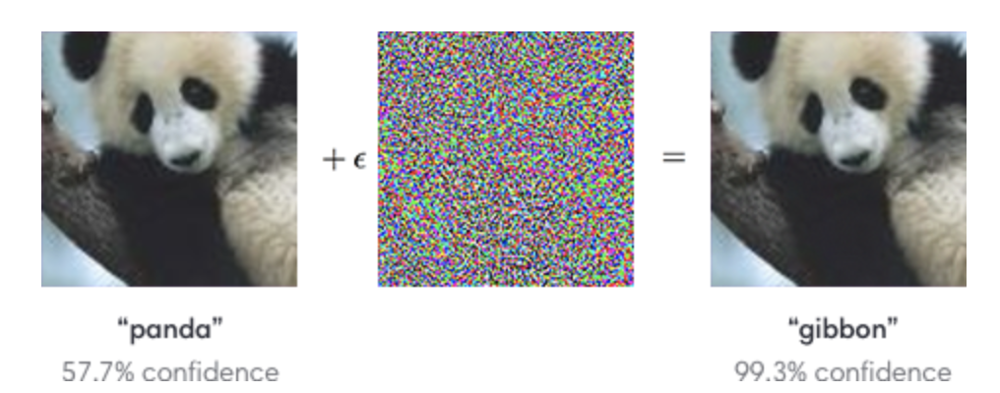 + ϵ
=
“panda”
57.7% confidence
“gibbon”
99.3% confidence